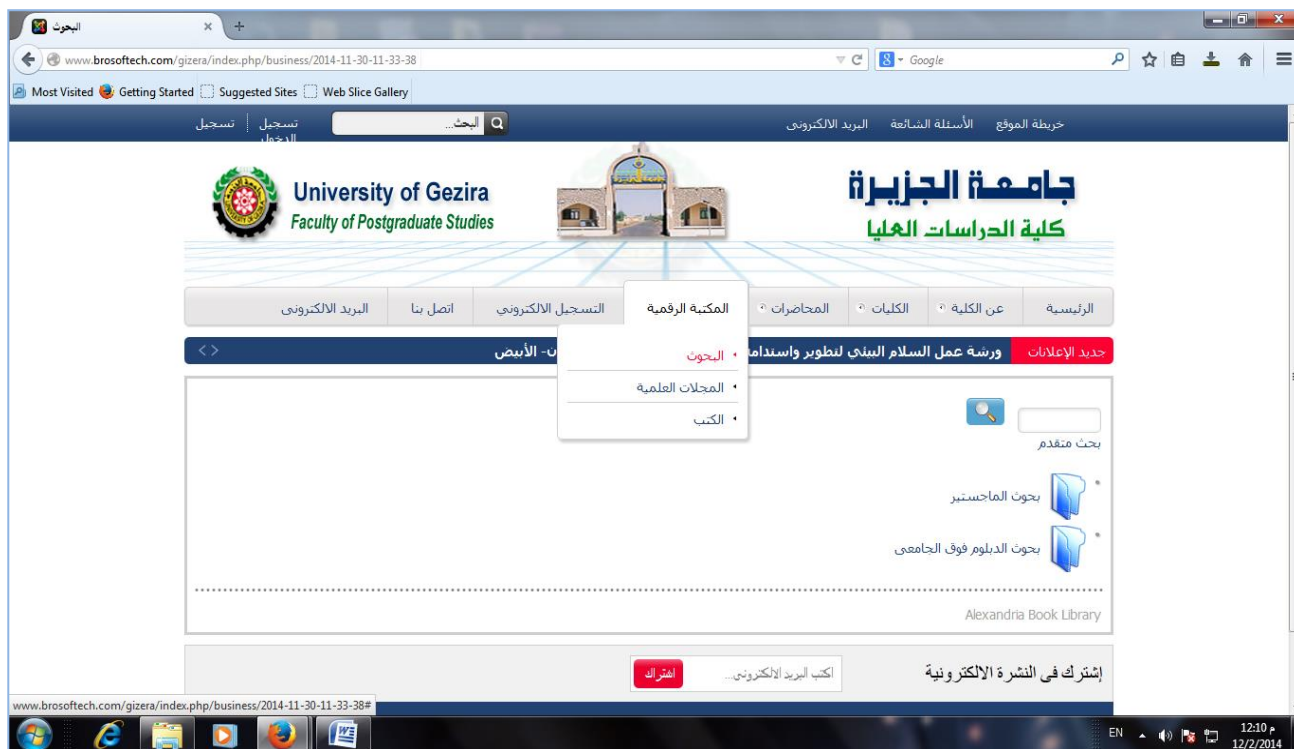 البحوث
www.brosoftech.com/gizera/index.php/business/2014-11-30-11-33-38
Google
Most Visited Getting Started Suggested Sites Web Slice Gallery
خريطة الموقع الأسئلة الشائعة البريد الالكترونى
البحث...
تسجيل الدخول
تسجيل
University of Gezira
Faculty of Postgraduate Studies
جامعة الجزيرة
كلية الدراسات العليا
الرئيسية عن الكلية الكليات المحاضرات المكتبة الرقمية التسجيل الالكتروني اتصل بنا البريد الالكترونى
جديد الإعلانات ورشة عمل السلام البيئي لتطوير واستدام ن- الأبيض
البحوث
المجلات العلمية
الكتب
بحث متقدم
بحوث الماجستير
بحوث الدبلوم فوق الجامعى
Alexandria Book Library
إشترك فى النشرة الالكترونية
اكتب البريد الالكترونى...
اشتراك
www.brosoftech.com/gizera/index.php/business/2014-11-30-11-33-38#
EN
12:10 م
12/2/2014